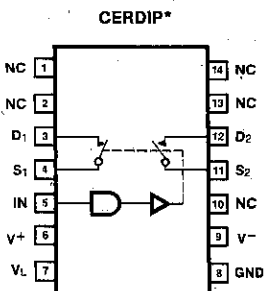 CERDIP*
NC 1 14 NC
NC 2 13 NC
D1 3 12 D2
S1 4 11 S2
IN 5 10 NC
V+ 6 9 V−
VL 7 8 GND